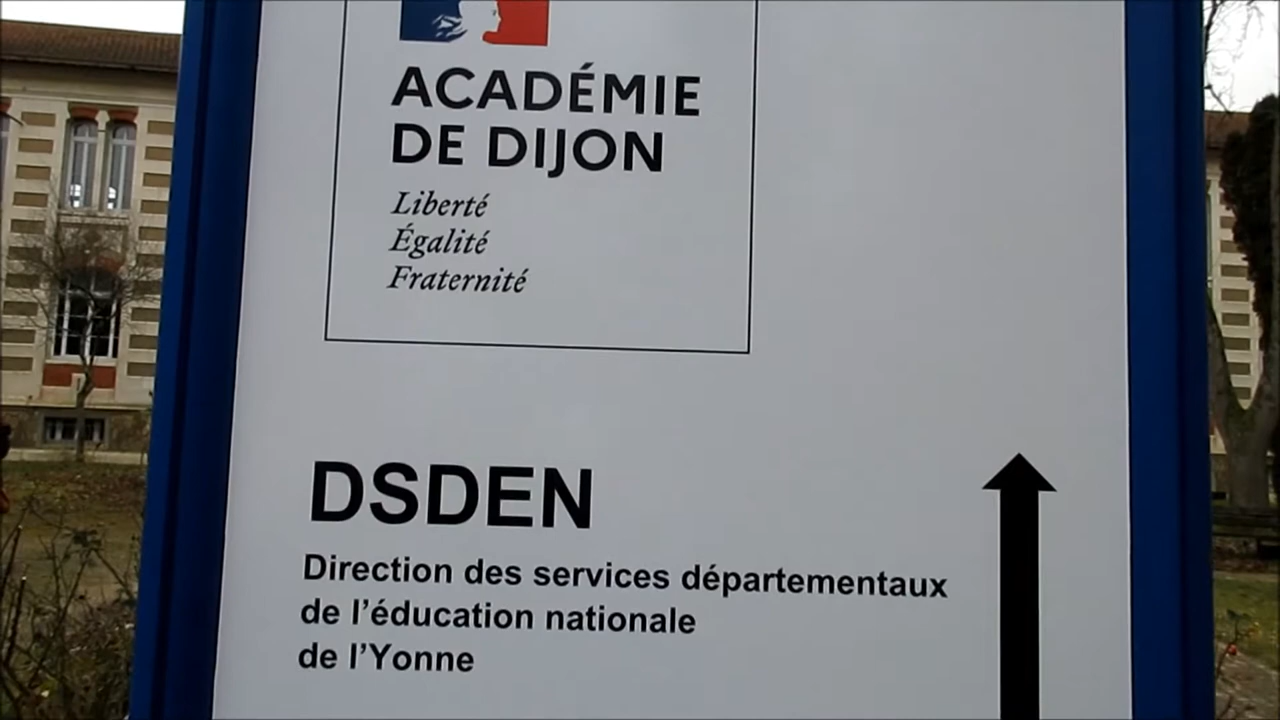 ACADÉMIE
DE DIJON
Liberté
Égalité
Fraternité
DSDEN
Direction des services départementaux
de l’éducation nationale
de l’Yonne